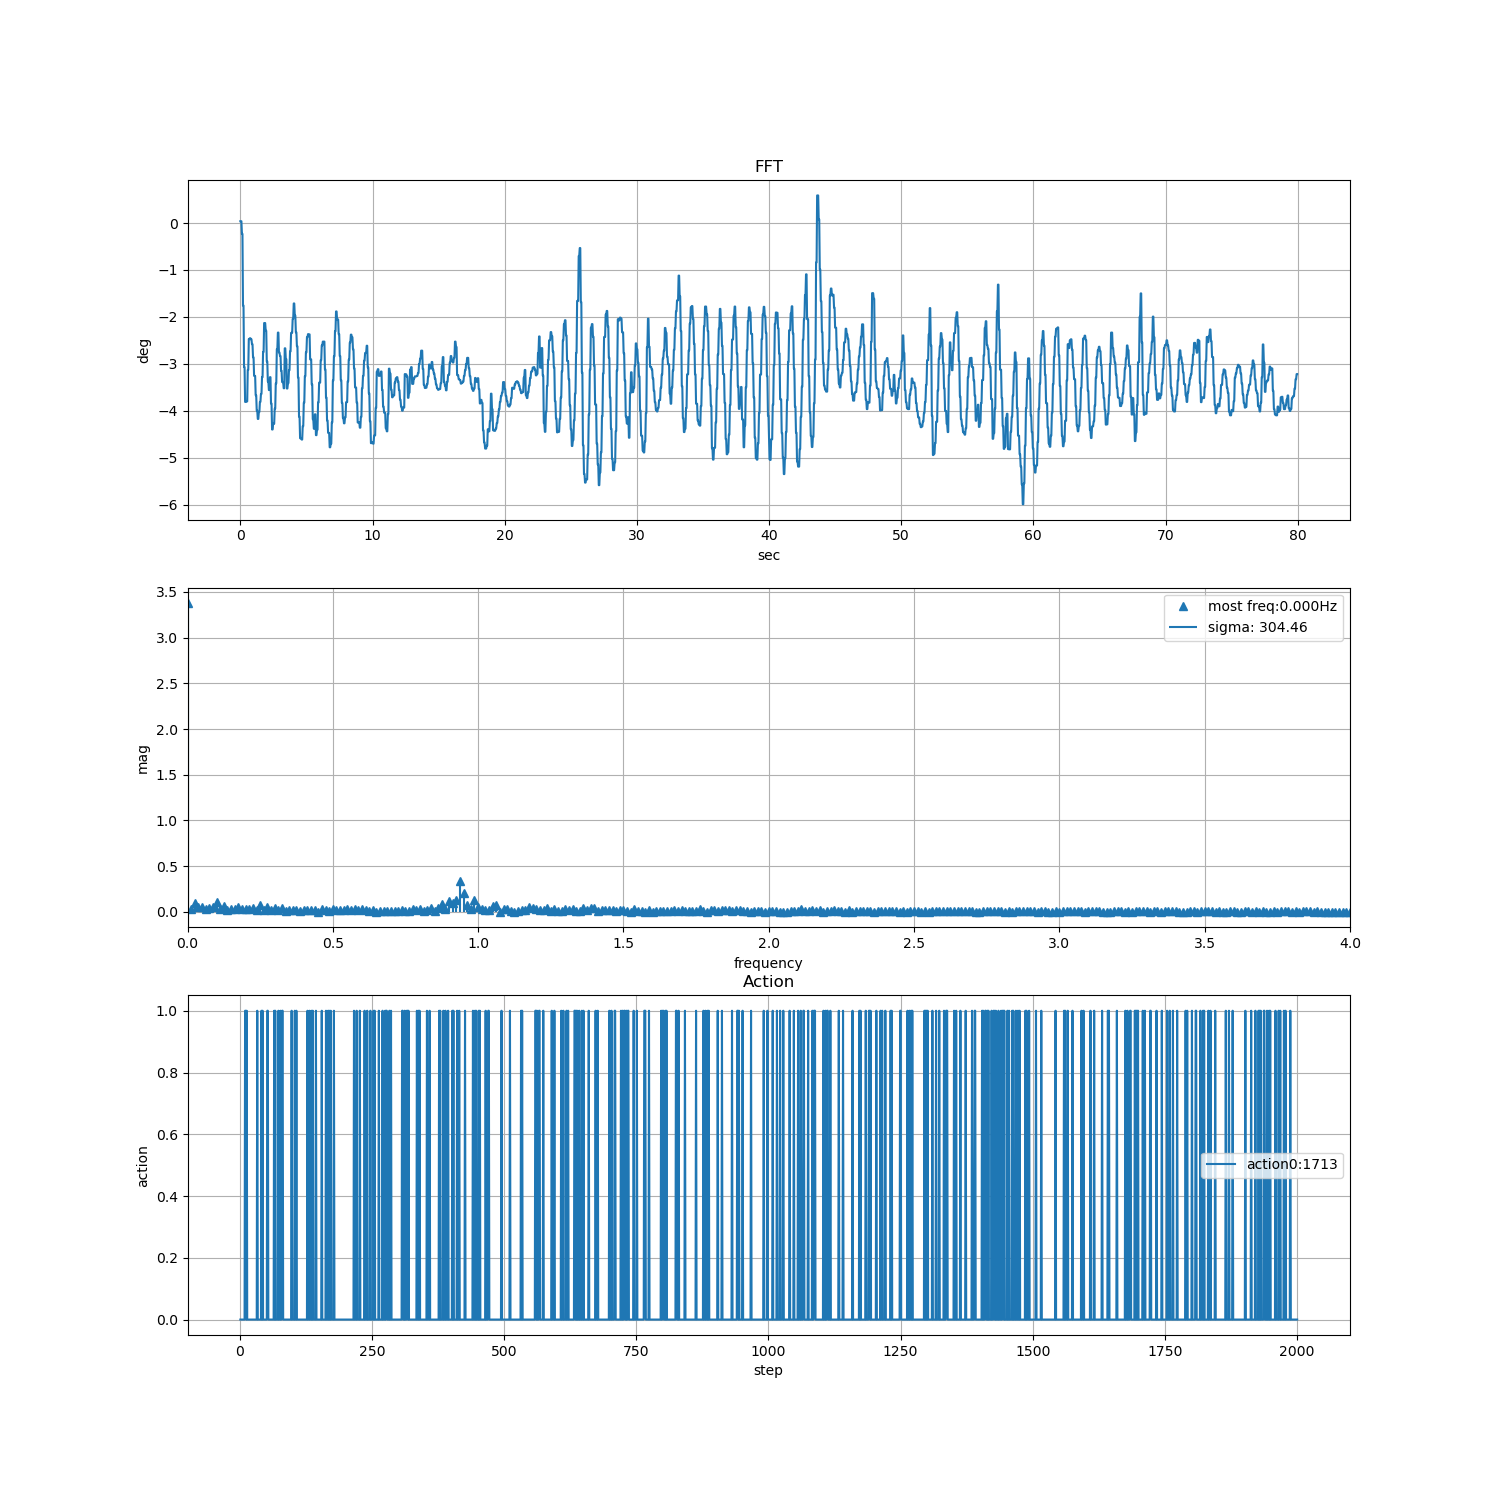 FFT
0
−1
−2
−3
−4
−5
−6
deg
0 10 20 30 40 50 60 70 80
sec
3.5
3.0
2.5
2.0
1.5
1.0
0.5
0.0
mag
most freq:0.000Hz
sigma: 304.46
0.0 0.5 1.0 1.5 2.0 2.5 3.0 3.5 4.0
frequency
Action
1.0
0.8
0.6
0.4
0.2
0.0
action
action0:1713
0 250 500 750 1000 1250 1500 1750 2000
step